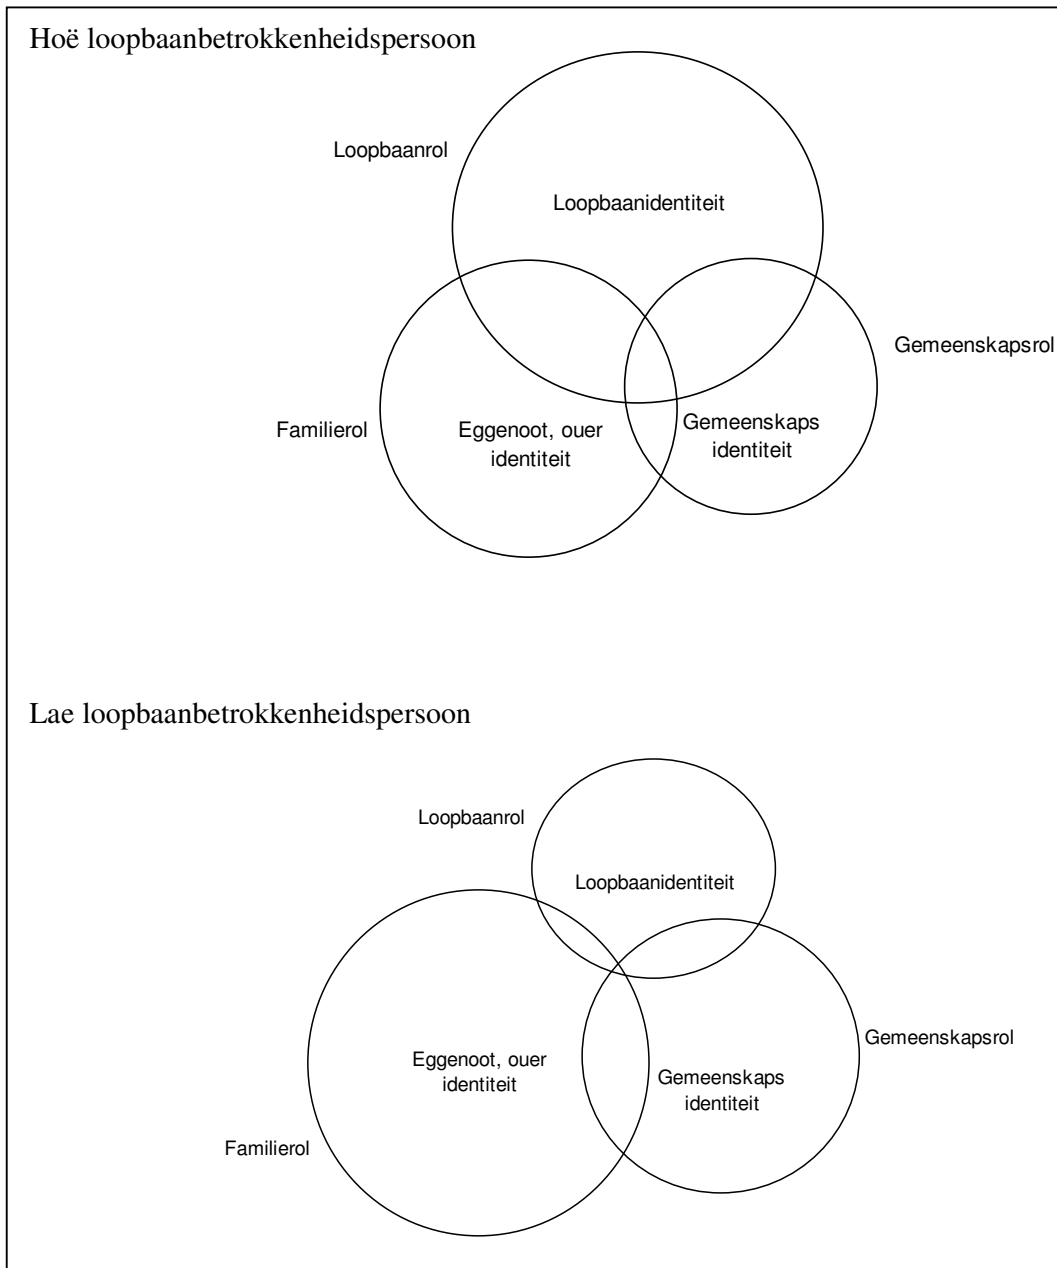 Hoë loopbaanbetrokkenheidspersoon
Loopbaanrol
Loopbaanidentiteit
Gemeenskapsrol
Familierol
Eggenoot, ouer
identiteit
Gemeenskaps
identiteit
Lae loopbaanbetrokkenheidspersoon
Loopbaanrol
Loopbaanidentiteit
Gemeenskapsrol
Eggenoot, ouer
identiteit
Gemeenskaps
identiteit
Familierol